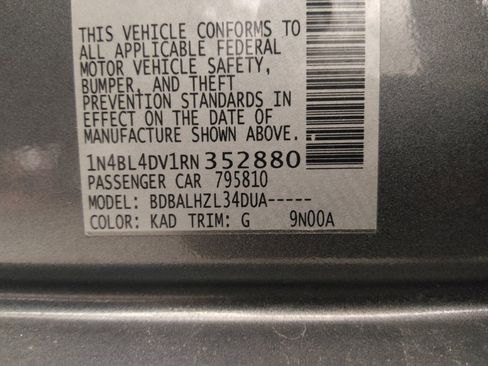 THIS VEHICLE CONFORMS TO
ALL APPLICABLE FEDERAL
MOTOR VEHICLE SAFETY,
BUMPER, AND THEFT
PREVENTION STANDARDS IN
EFFECT ON THE DATE OF
MANUFACTURE SHOWN ABOVE.
1N4BL4DV1RN352880
PASSENGER CAR 795810
MODEL: BDBALHZL34DUA-----
COLOR: KAD TRIM: G 9N00A